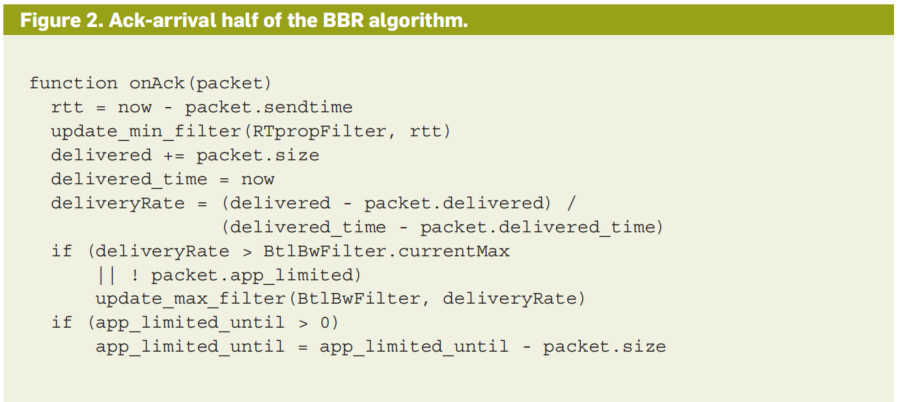 Figure 2. Ack-arrival half of the BBR algorithm.
function onAck(packet)
rtt = now - packet.sendtime
update_min_filter(RTpropFilter, rtt)
delivered += packet.size
delivered_time = now
deliveryRate = (delivered - packet.delivered) /
(delivered_time - packet.delivered_time)
if (deliveryRate > BtlBwFilter.currentMax
|| ! packet.app_limited)
update_max_filter(BtlBwFilter, deliveryRate)
if (app_limited_until > 0)
app_limited_until = app_limited_until - packet.size